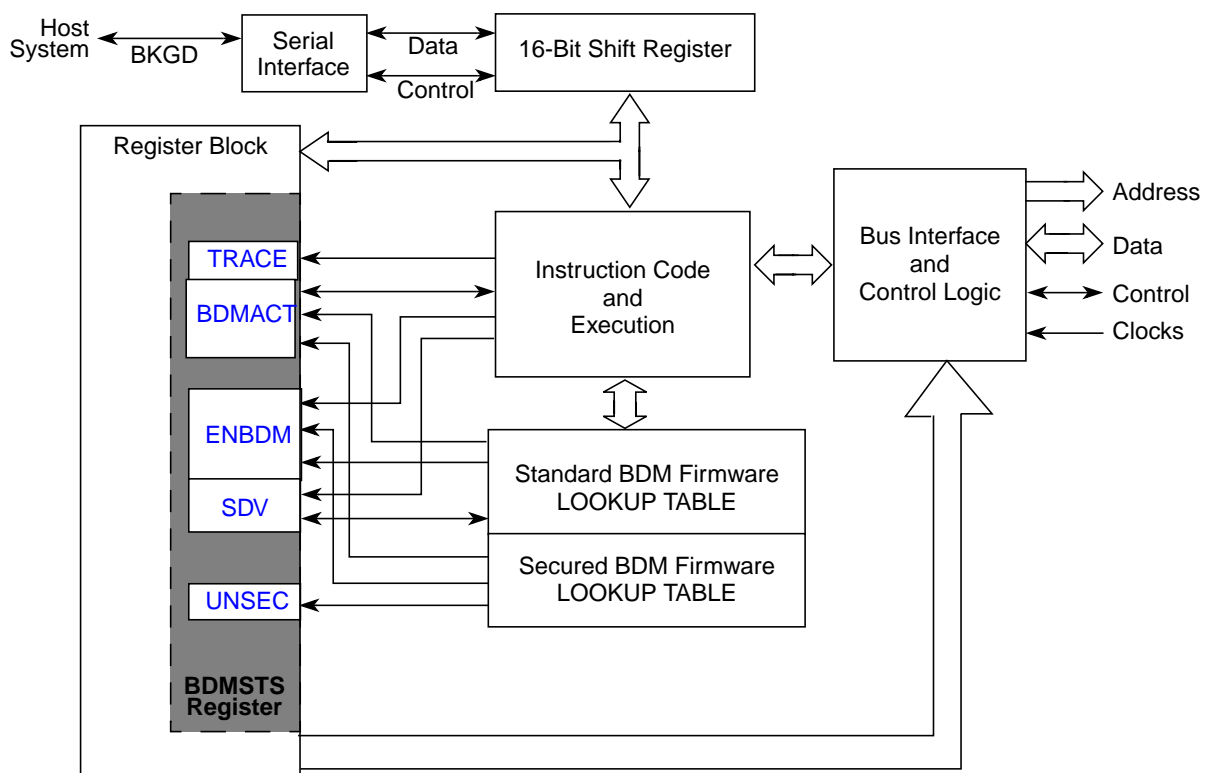 Host
System
BKGD
Serial
Interface
Data
Control
16-Bit Shift Register
Register Block
TRACE
BDMACT
ENBDM
SDV
UNSEC
BDMSTS
Register
Instruction Code
and
Execution
Standard BDM Firmware
LOOKUP TABLE
Secured BDM Firmware
LOOKUP TABLE
Bus Interface
and
Control Logic
Address
Data
Control
Clocks